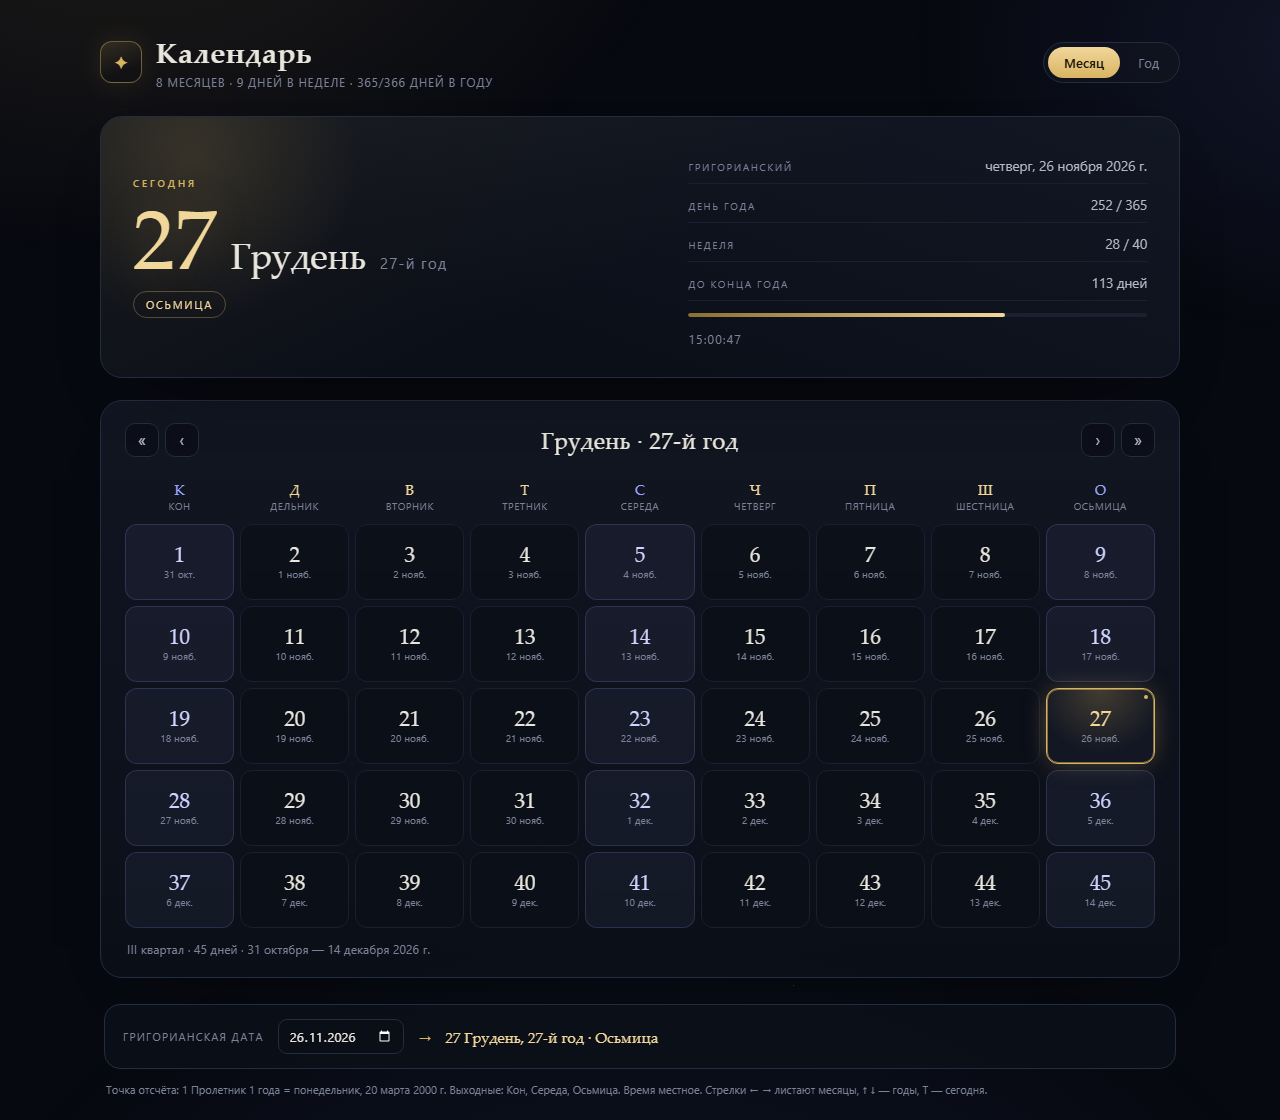 ✦
Календарь
8 МЕСЯЦЕВ · 9 ДНЕЙ В НЕДЕЛЕ · 365/366 ДНЕЙ В ГОДУ
Месяц Год
СЕГОДНЯ
27 Грудень 27-й год
ОСЬМИЦА
ГРИГОРИАНСКИЙ четверг, 26 ноября 2026 г.
ДЕНЬ ГОДА 252 / 365
НЕДЕЛЯ 28 / 40
ДО КОНЦА ГОДА 113 дней
15:00:47
« ‹ Грудень · 27-й год › »
К Д В Т С Ч П Ш О
КОН ДЕЛЬНИК ВТОРНИК ТРЕТНИК СЕРЕДА ЧЕТВЕРГ ПЯТНИЦА ШЕСТНИЦА ОСЬМИЦА
1 2 3 4 5 6 7 8 9
31 окт. 1 нояб. 2 нояб. 3 нояб. 4 нояб. 5 нояб. 6 нояб. 7 нояб. 8 нояб.
10 11 12 13 14 15 16 17 18
9 нояб. 10 нояб. 11 нояб. 12 нояб. 13 нояб. 14 нояб. 15 нояб. 16 нояб. 17 нояб.
19 20 21 22 23 24 25 26 27
18 нояб. 19 нояб. 20 нояб. 21 нояб. 22 нояб. 23 нояб. 24 нояб. 25 нояб. 26 нояб.
28 29 30 31 32 33 34 35 36
27 нояб. 28 нояб. 29 нояб. 30 нояб. 1 дек. 2 дек. 3 дек. 4 дек. 5 дек.
37 38 39 40 41 42 43 44 45
6 дек. 7 дек. 8 дек. 9 дек. 10 дек. 11 дек. 12 дек. 13 дек. 14 дек.
III квартал · 45 дней · 31 октября — 14 декабря 2026 г.
ГРИГОРИАНСКАЯ ДАТА 26.11.2026 → 27 Грудень, 27-й год · Осьмица
Точка отсчёта: 1 Пролетник 1 года = понедельник, 20 марта 2000 г. Выходные: Кон, Середа, Осьмица. Время местное. Стрелки ← → листают месяцы, ↑ ↓ — годы, T — сегодня.